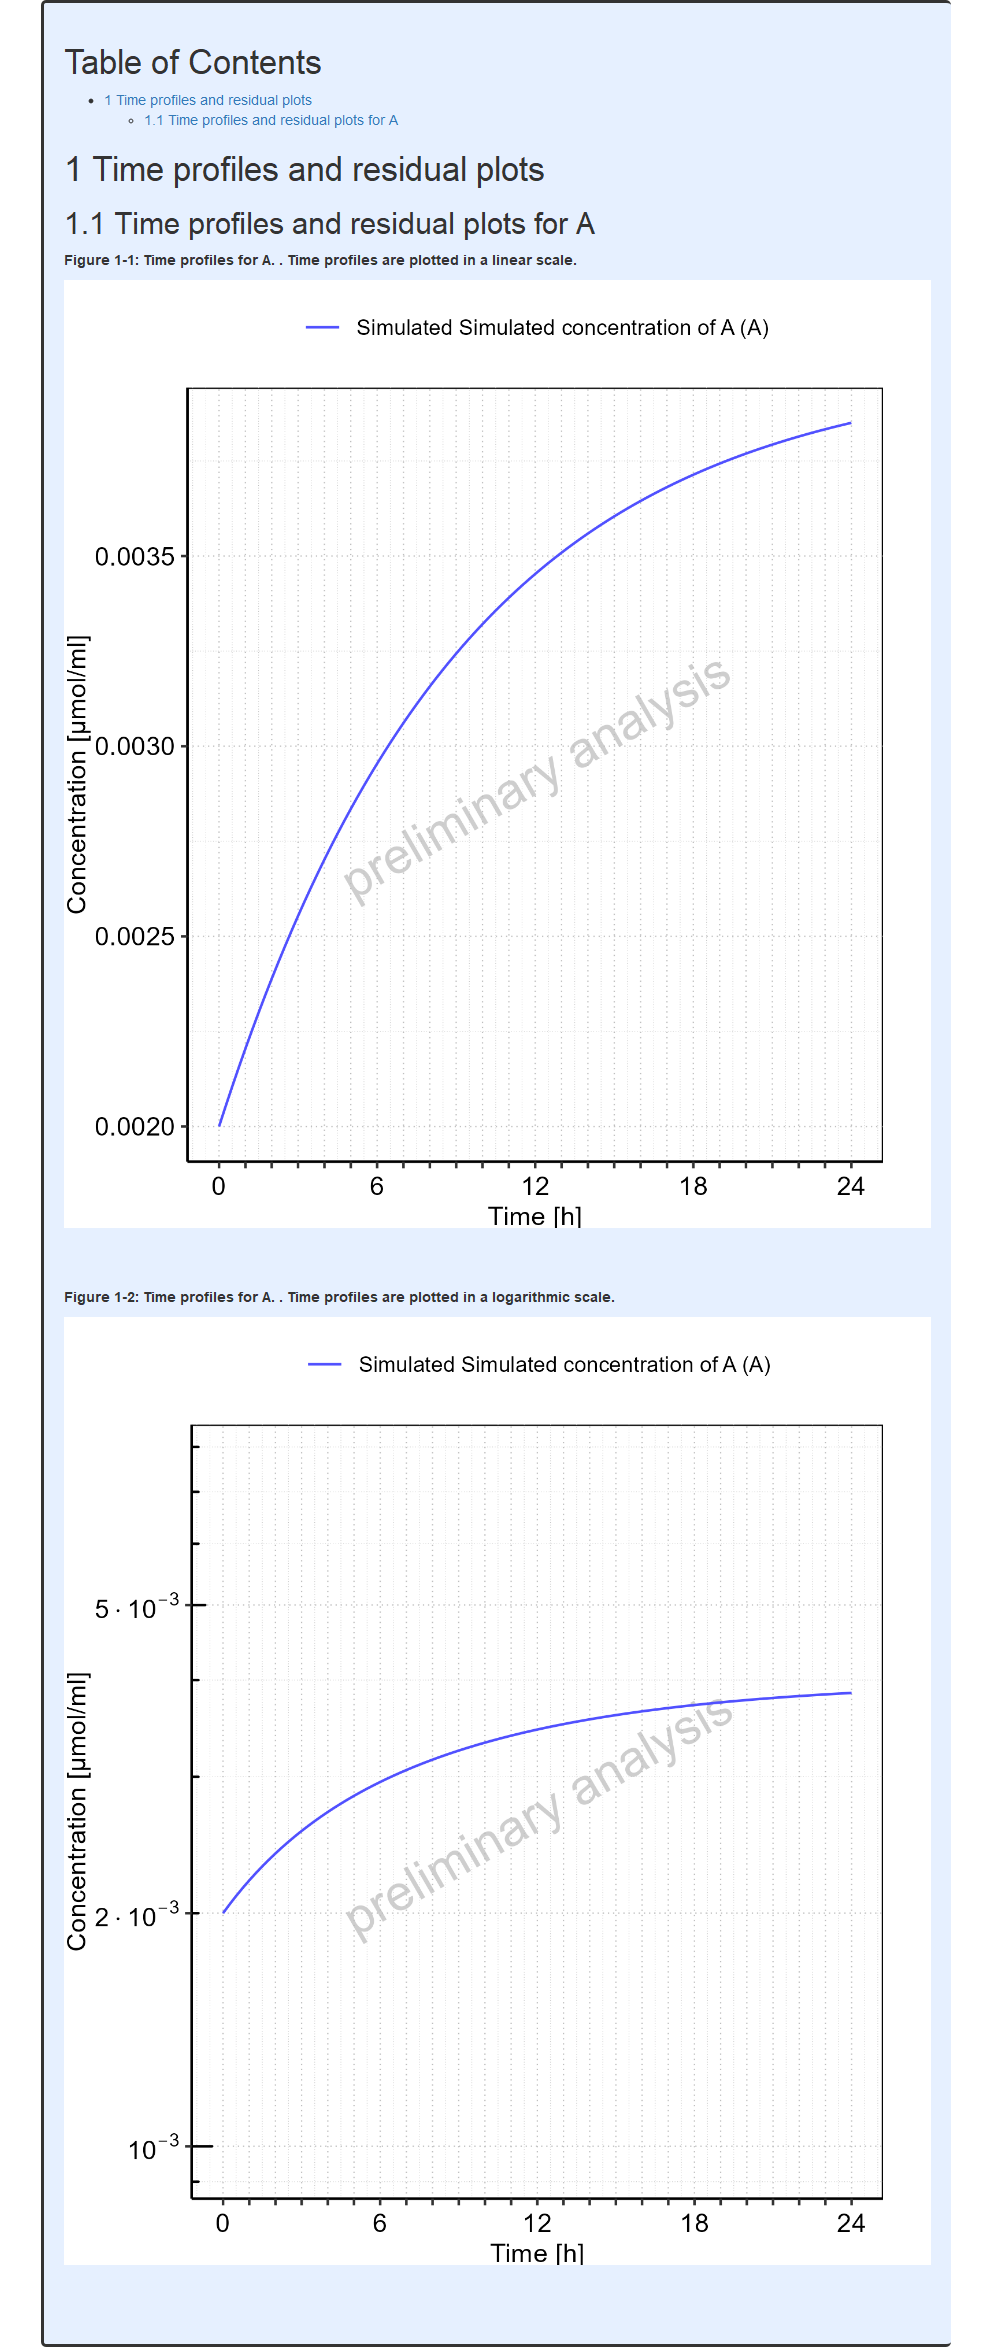 Table of Contents
1 Time profiles and residual plots
1.1 Time profiles and residual plots for A
1 Time profiles and residual plots
1.1 Time profiles and residual plots for A
Figure 1-1: Time profiles for A. . Time profiles are plotted in a linear scale.
Simulated Simulated concentration of A (A)
0.0035
0.0030
0.0025
0.0020
Concentration [µmol/ml]
preliminary analysis
0 6 12 18 24
Time [h]
Figure 1-2: Time profiles for A. . Time profiles are plotted in a logarithmic scale.
Simulated Simulated concentration of A (A)
5 · 10⁻³
2 · 10⁻³
10⁻³
Concentration [µmol/ml]
preliminary analysis
0 6 12 18 24
Time [h]